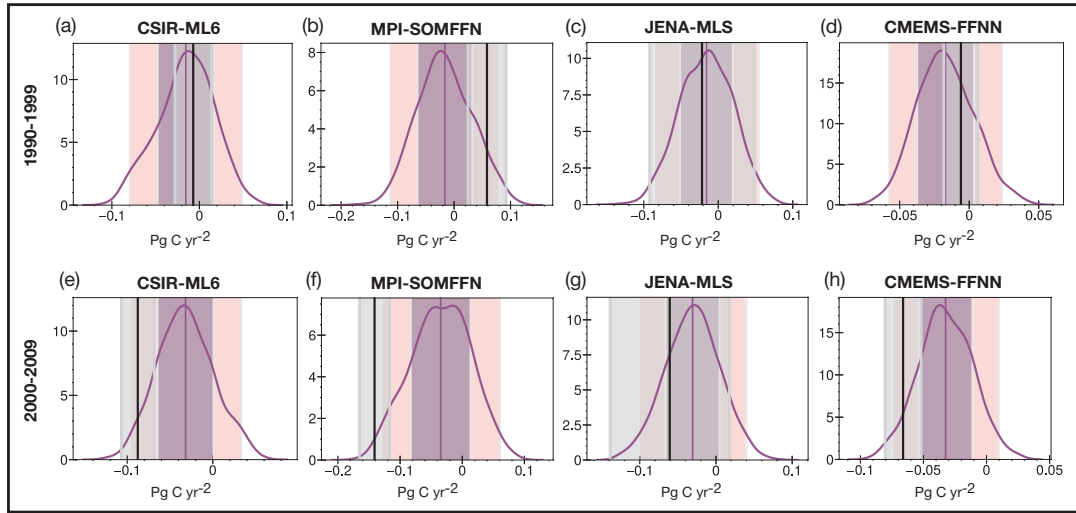 (a) CSIR-ML6 (b) MPI-SOMFFN (c) JENA-MLS (d) CMEMS-FFNN
1990-1999
10 5 0
8 6 4 2 0
10.0 7.5 5.0 2.5 0
15 10 5 0
−0.1 0 0.1 −0.2 −0.1 0 0.1 −0.1 0 0.1 −0.05 0 0.05
Pg C yr-2 Pg C yr-2 Pg C yr-2 Pg C yr-2
(e) CSIR-ML6 (f) MPI-SOMFFN (g) JENA-MLS (h) CMEMS-FFNN
2000-2009
10 5 0
6 4 2 0
10.0 7.5 5.0 2.5 0
15 10 5 0
−0.1 0 −0.2 −0.1 0 −0.1 0 0.1 −0.1 −0.05 0 0.05
Pg C yr-2 Pg C yr-2 Pg C yr-2 Pg C yr-2